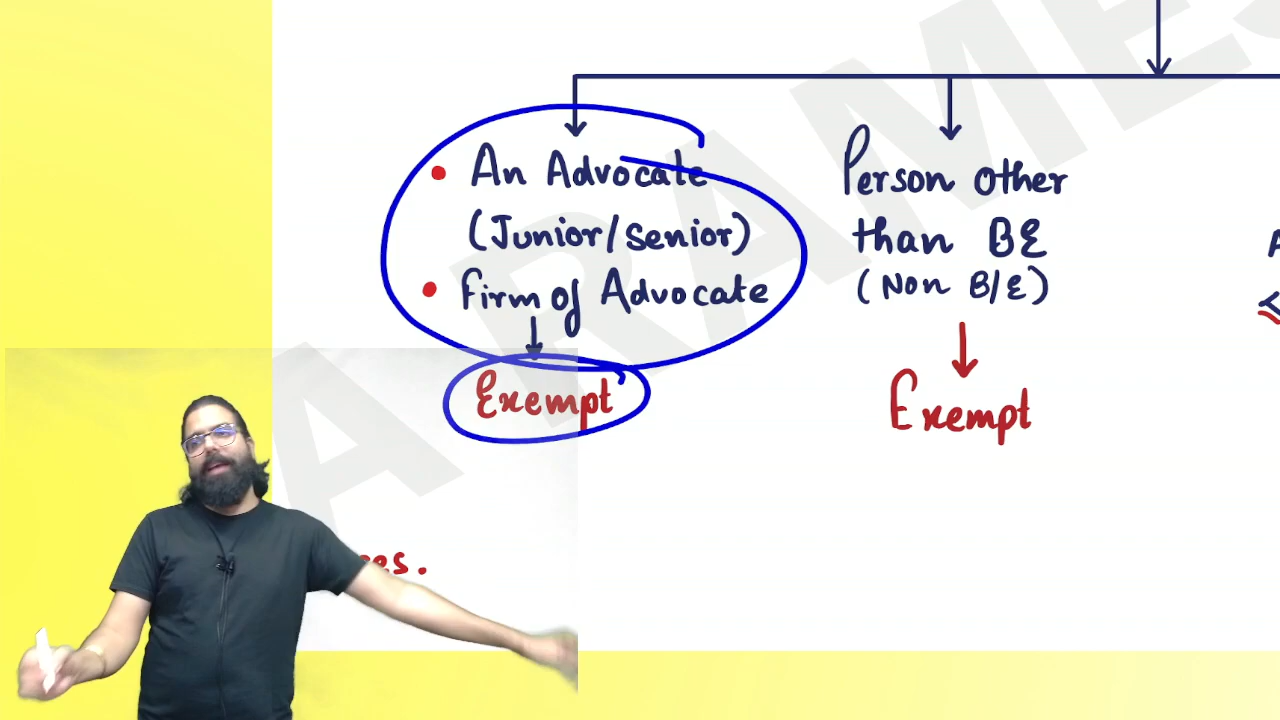 An Advocate
(Junior/Senior)
Firm of Advocate
Exempt
Person other
than BE
(Non B/E)
Exempt